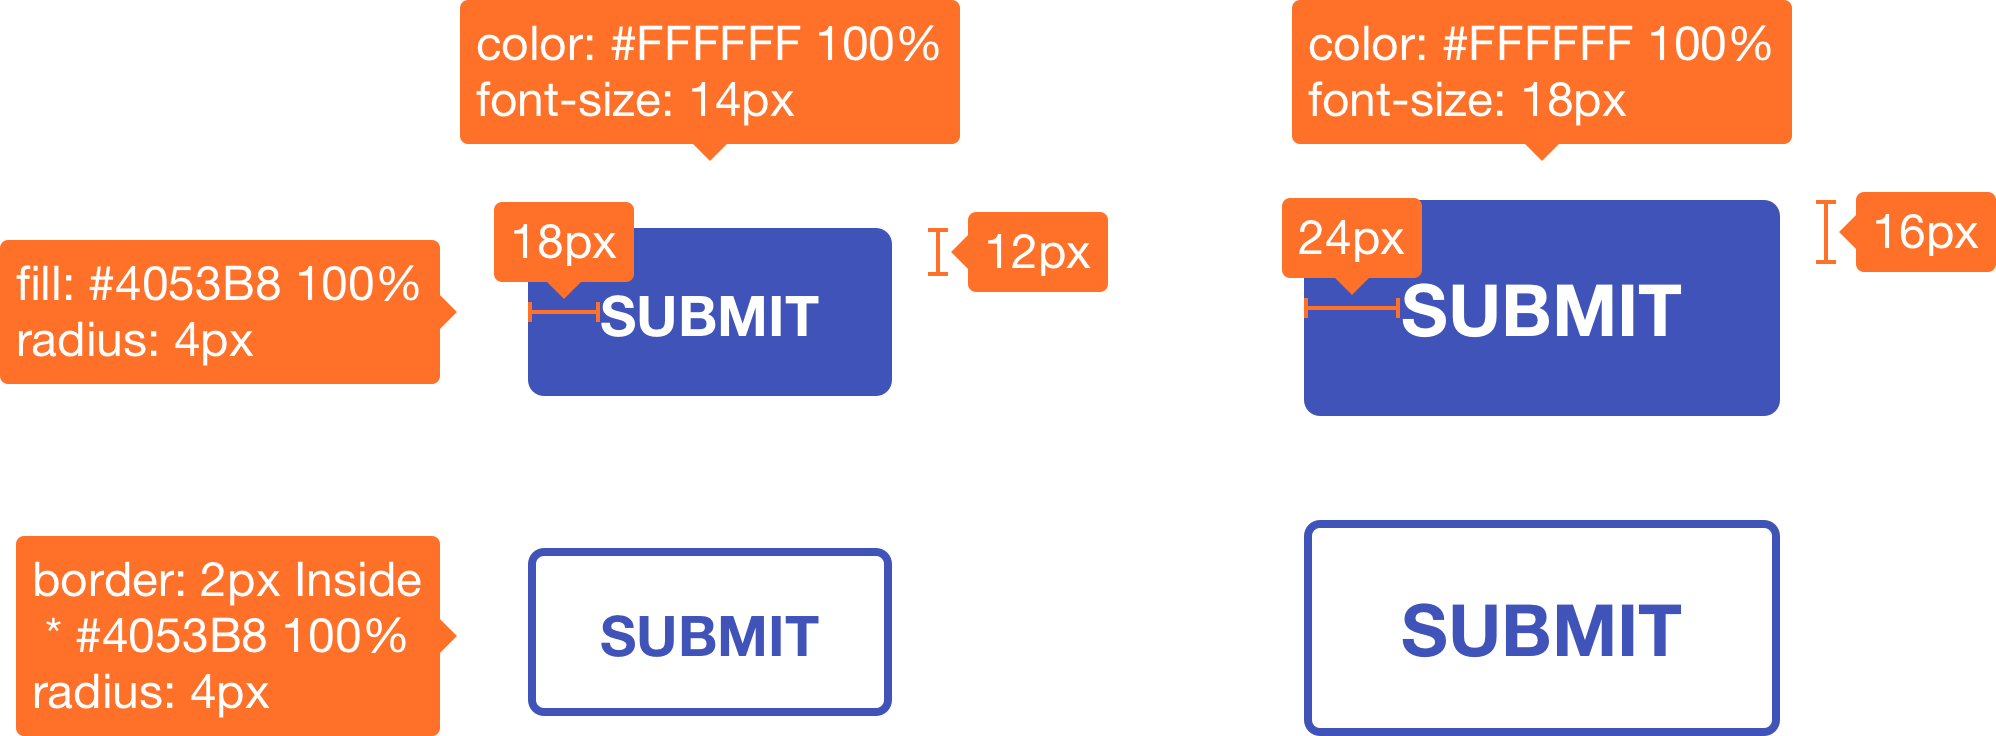 color: #FFFFFF 100%
font-size: 14px
color: #FFFFFF 100%
font-size: 18px
18px
12px
24px
16px
fill: #4053B8 100%
radius: 4px
SUBMIT
SUBMIT
border: 2px Inside
* #4053B8 100%
radius: 4px
SUBMIT
SUBMIT